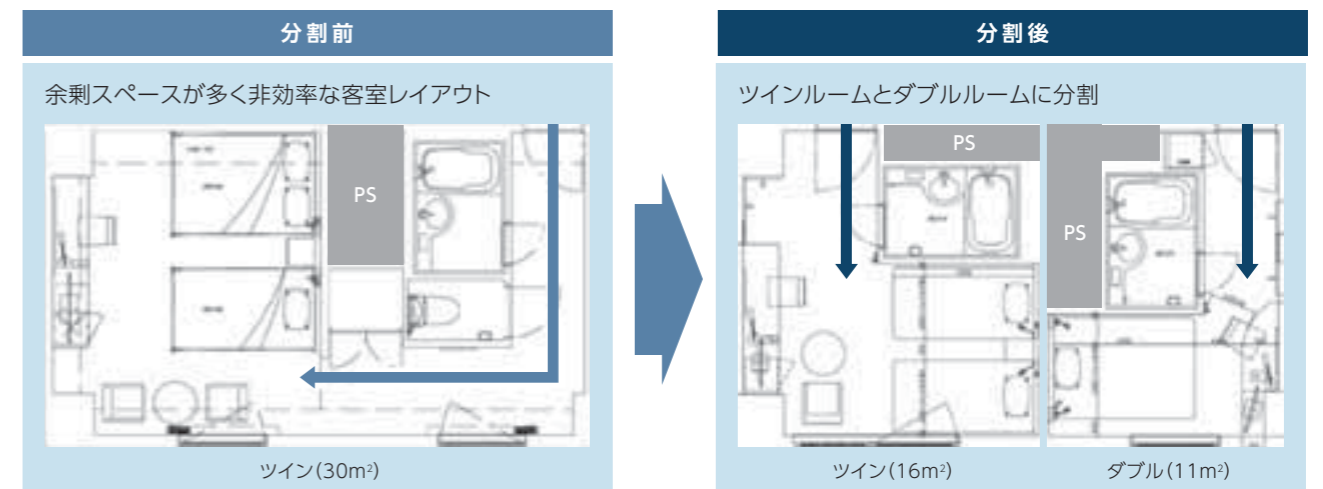 分割前
余剰スペースが多く非効率な客室レイアウト
PS
ツイン(30m²)
分割後
ツインルームとダブルルームに分割
PS
PS
ツイン(16m²)
ダブル(11m²)